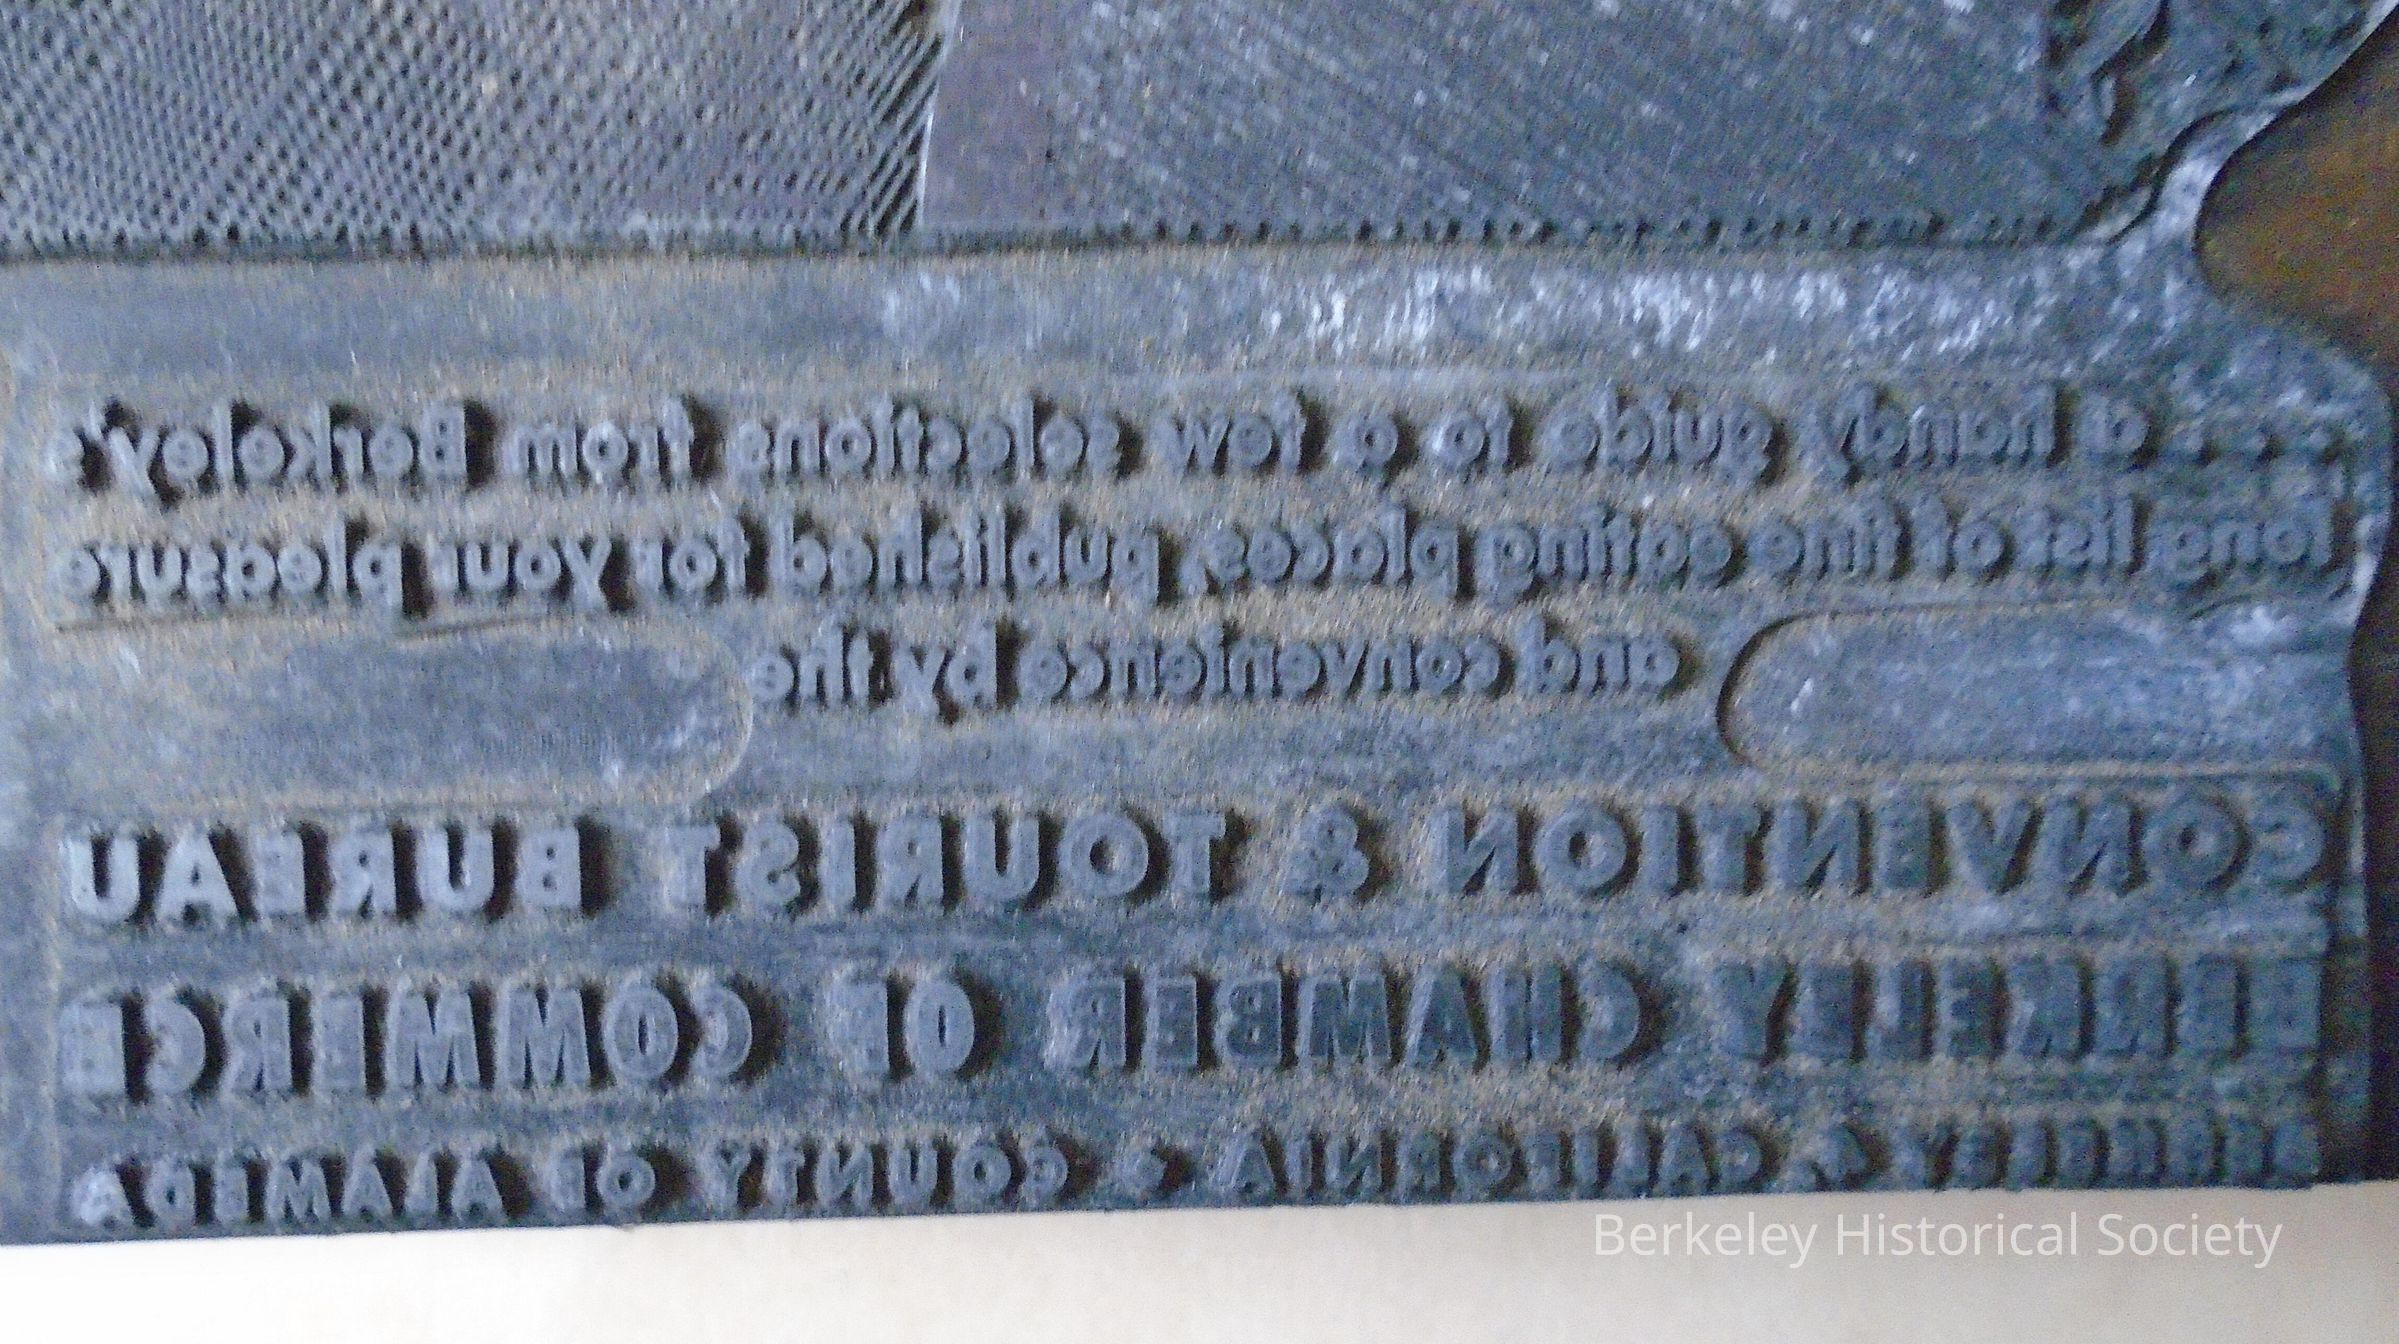 .... a handy guide to a few selections from Berkeley's
long list of fine eating places, published for your pleasure
and convenience by the
CONVENTION & TOURIST BUREAU
BERKELEY CHAMBER OF COMMERCE
BERKELEY 4, CALIFORNIA • COUNTY OF ALAMEDA
Berkeley Historical Society